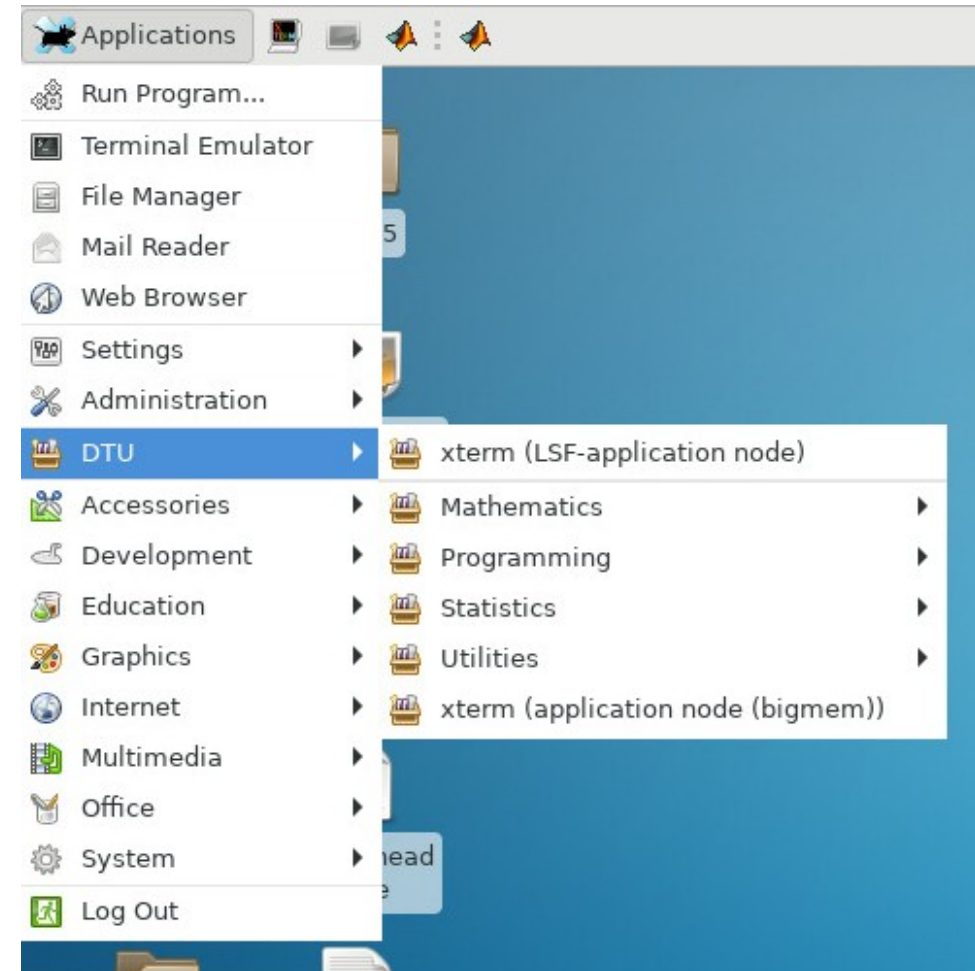 Applications
Run Program...
Terminal Emulator
File Manager
Mail Reader
5
Web Browser
Settings
Administration
DTU
xterm (LSF-application node)
Accessories
Mathematics
Development
Programming
Education
Statistics
Graphics
Utilities
Internet
xterm (application node (bigmem))
Multimedia
Office
System
Log Out